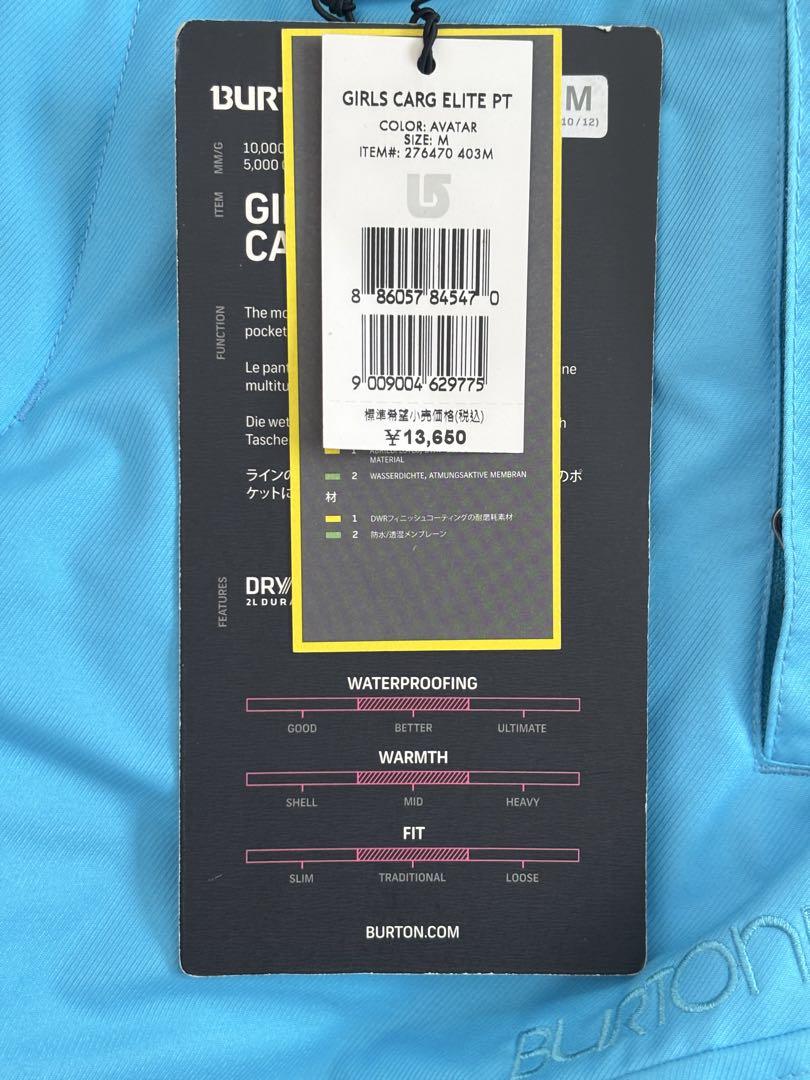 GIRLS CARG ELITE PT
COLOR: AVATAR
SIZE: M
ITEM#: 276470 403M
8 86057 84547 0
9 009004 629775
標準希望小売価格(税込)
¥13,650
M
10/12)
MM/G
10,000
5,000
ITEM
FUNCTION
The
pocket
Le pant
ne
multitu
Die wet
h
Tasche
ラインの
のポ
ケットに
1
MATERIAL
2 WASSERDICHTE, ATMUNGSAKTIVE MEMBRAN
材
1 DWRフィニッシュコーティングの耐磨耗素材
2 防水/透湿メンブレーン
FEATURES
DRY
2L DURA
WATERPROOFING
GOOD BETTER ULTIMATE
WARMTH
SHELL MID HEAVY
FIT
SLIM TRADITIONAL LOOSE
BURTON.COM
BURTON